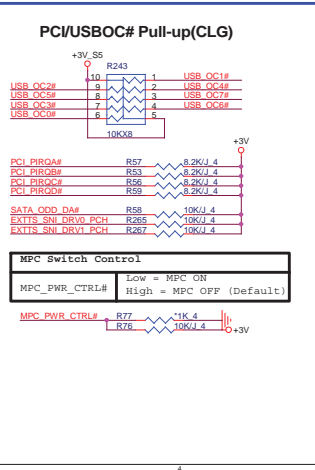 PCI/USBOC# Pull-up(CLG)
+3V_S5
R243
10 1 USB_OC1#
USB_OC2# 9 2 USB_OC4#
USB_OC5# 8 3 USB_OC7#
USB_OC3# 7 4 USB_OC6#
USB_OC0# 6 5
10KX8
+3V
PCI_PIRQA# R57 8.2K/J_4
PCI_PIRQB# R53 8.2K/J_4
PCI_PIRQC# R56 8.2K/J_4
PCI_PIRQD# R59 8.2K/J_4
SATA_ODD_DA# R58 10K/J_4
EXTTS_SNI_DRV0_PCH R265 10K/J_4
EXTTS_SNI_DRV1_PCH R267 10K/J_4
MPC Switch Control
MPC_PWR_CTRL# Low = MPC ON
High = MPC OFF (Default)
MPC_PWR_CTRL# R77 *1K_4
R76 10K/J_4 +3V
4